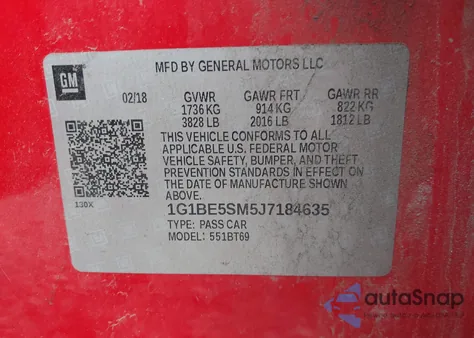 MFD BY GENERAL MOTORS LLC
GM
02/18 GVWR GAWR FRT GAWR RR
1736 KG 914 KG 822 KG
3828 LB 2016 LB 1812 LB
THIS VEHICLE CONFORMS TO ALL
APPLICABLE U.S. FEDERAL MOTOR
VEHICLE SAFETY, BUMPER, AND THEFT
PREVENTION STANDARDS IN EFFECT ON
THE DATE OF MANUFACTURE SHOWN
ABOVE.
138X
1G1BE5SM5J7184635
TYPE: PASS CAR
MODEL: 551BT69
autoSnap